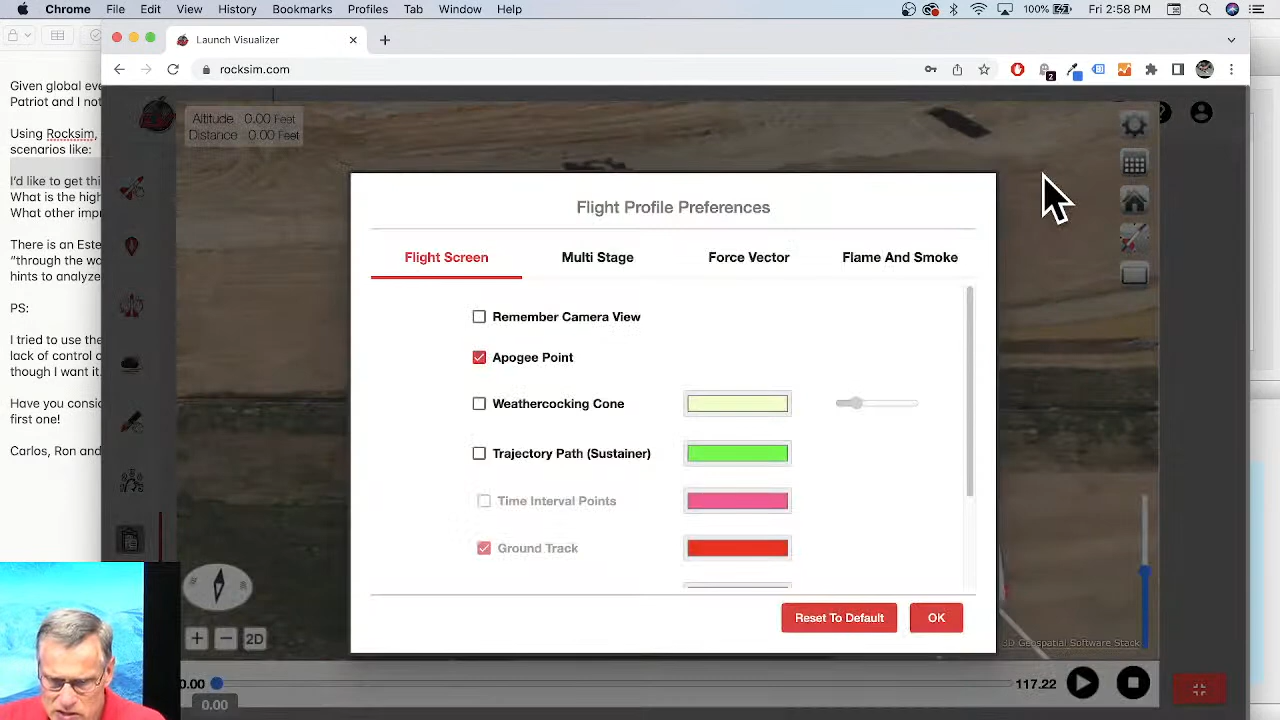 Chrome File Edit View History Bookmarks Profiles Tab Window Help 100% Fri 2:58 PM
Launch Visualizer
rocksim.com
2
Given global eve
Patriot and I not
Using Rocksim,
scenarios like:
I'd like to get thi
What is the high
What other impr
There is an Este
"through the wo
hints to analyze
PS:
I tried to use the
lack of control o
though I want it.
Have you consid
first one!
Carlos, Ron and
Altitude 0.00 Feet
Distance 0.00 Feet
Flight Profile Preferences
Flight Screen Multi Stage Force Vector Flame And Smoke
Remember Camera View
Apogee Point
Weathercocking Cone
Trajectory Path (Sustainer)
Time Interval Points
Ground Track
Reset To Default OK
+ − 2D
3D Geospatial Software Stack
0.00 117.22
0.00